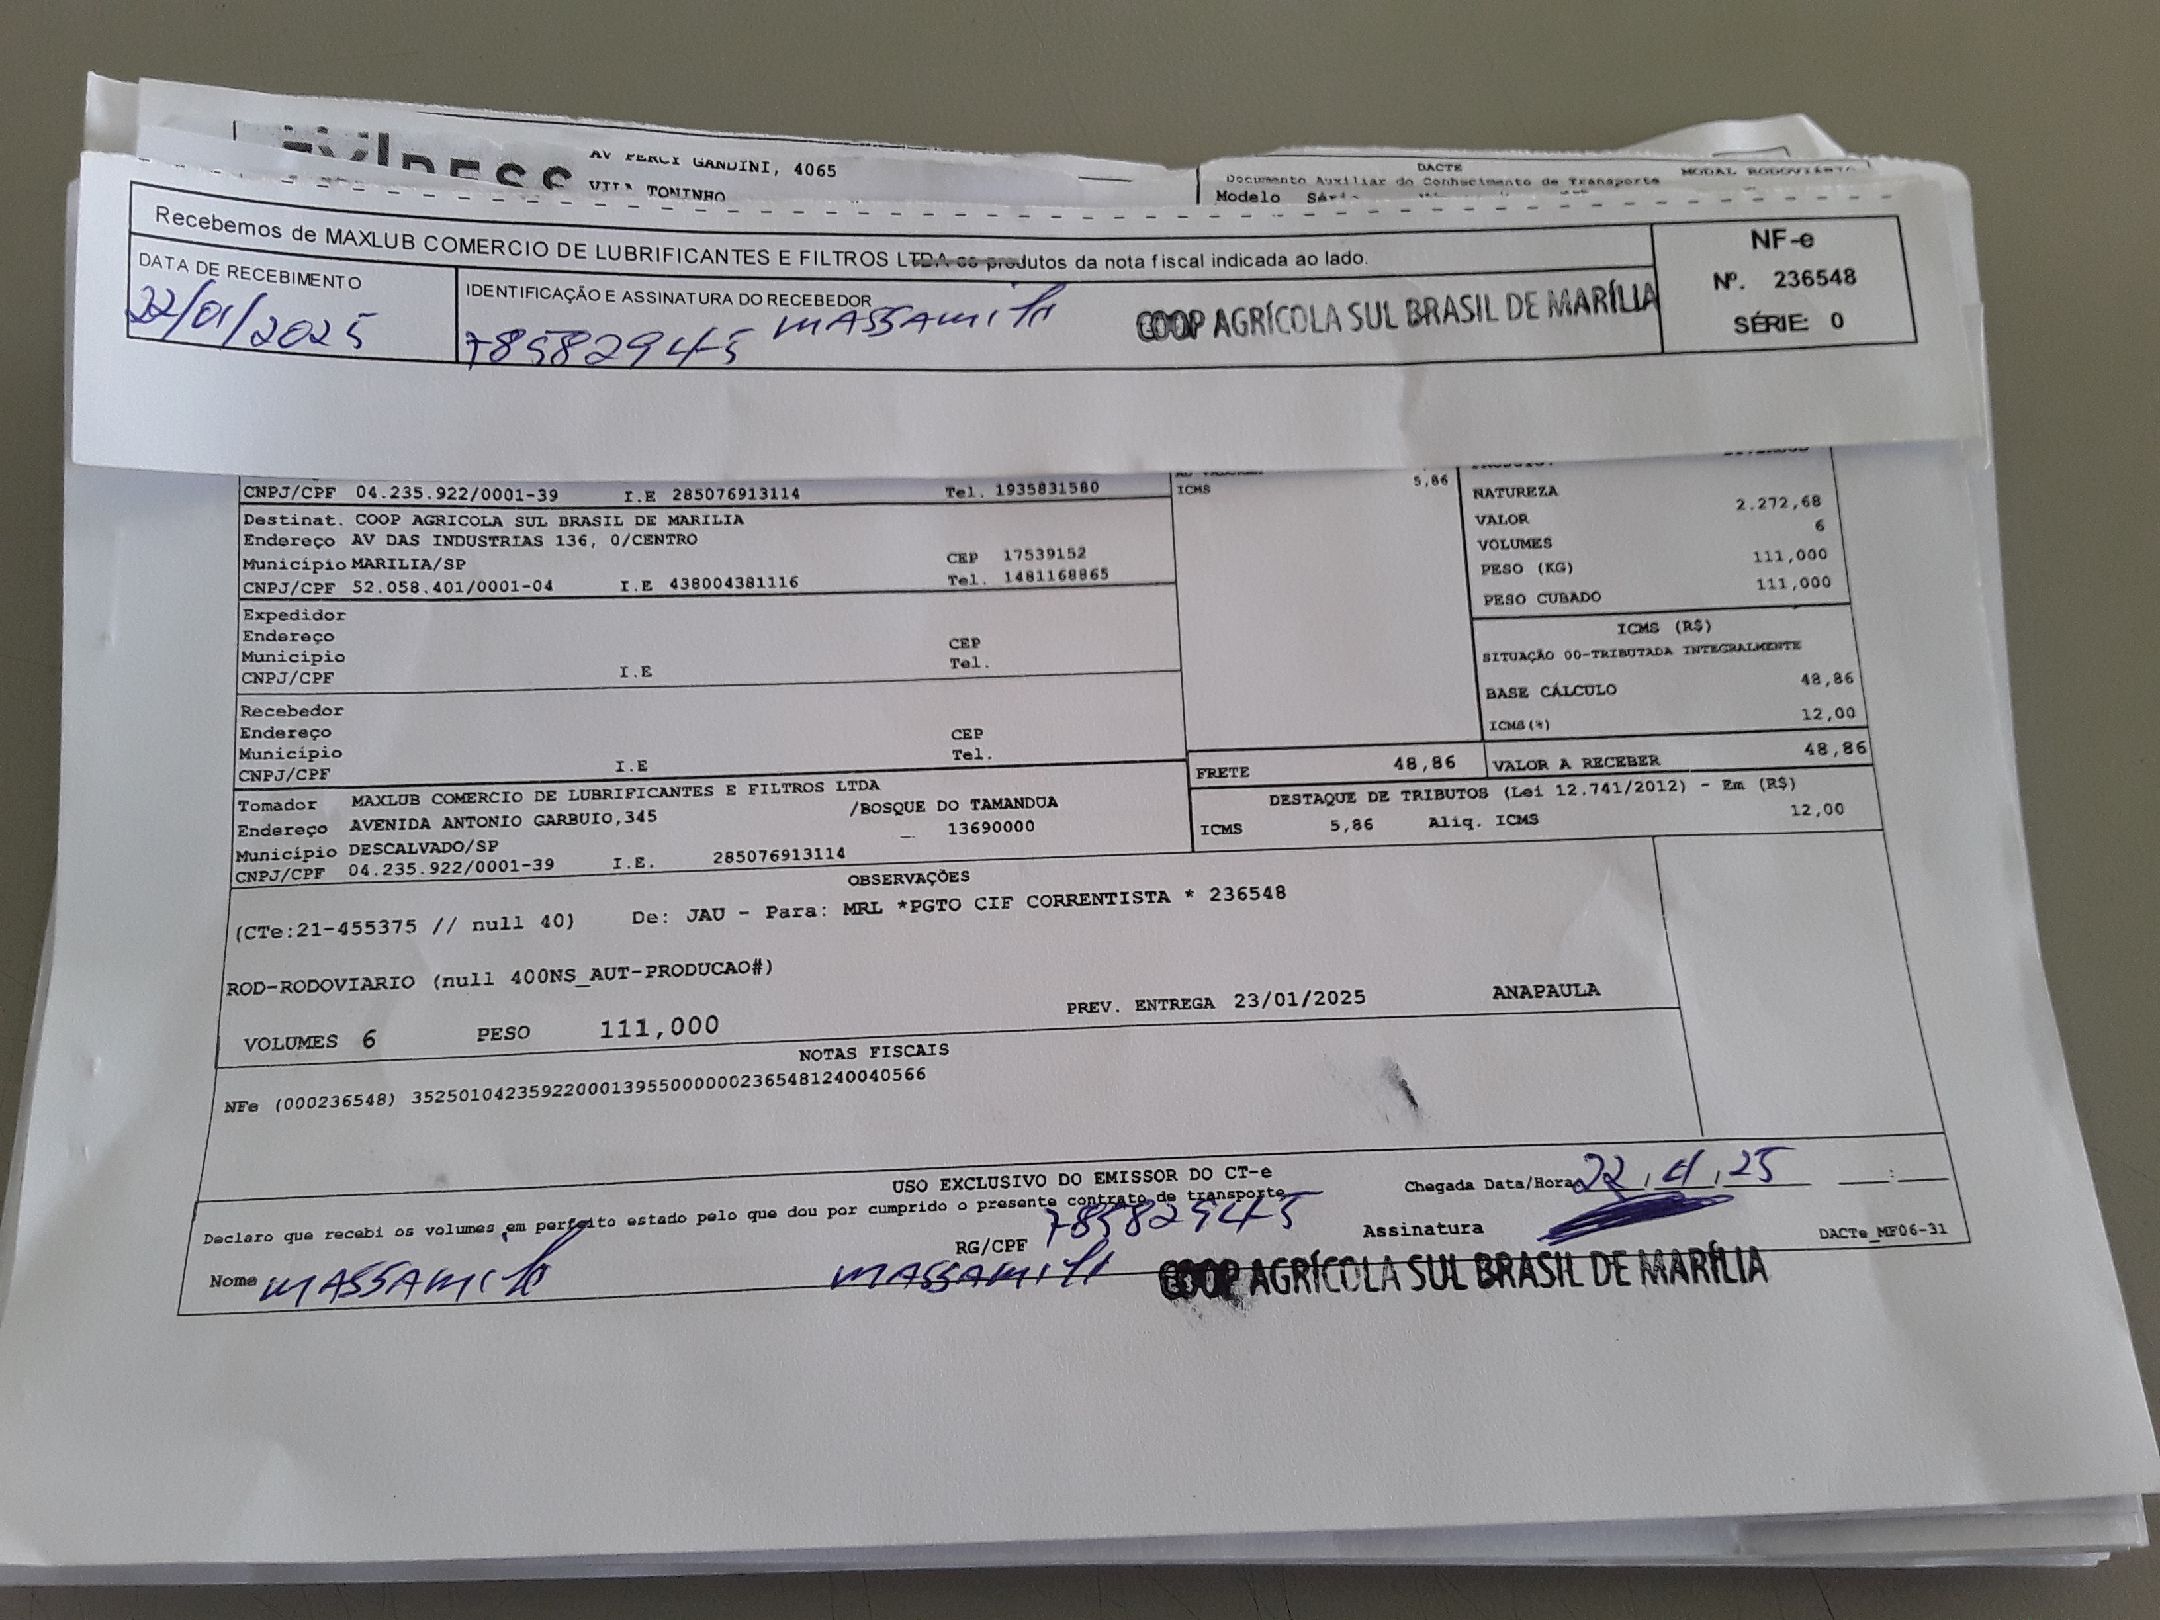 AV PERCY GANDINI, 4065
VILA TONINHO
DACTE
MODAL RODOVIÁRIO
Documento Auxiliar do Conhecimento de Transporte
Modelo
Recebemos de MAXLUB COMERCIO DE LUBRIFICANTES E FILTROS LTDA os produtos da nota fiscal indicada ao lado.
NF-e
Nº. 236548
SÉRIE: 0
DATA DE RECEBIMENTO
22/01/2025
IDENTIFICAÇÃO E ASSINATURA DO RECEBEDOR
78582945
COOP AGRÍCOLA SUL BRASIL DE MARÍLIA
CNPJ/CPF 04.235.922/0001-39 I.E 285076913114 Tel. 1935831580
Destinat. COOP AGRICOLA SUL BRASIL DE MARILIA
Endereço AV DAS INDUSTRIAS 136, 0/CENTRO
Município MARILIA/SP CEP 17539152
CNPJ/CPF 52.058.401/0001-04 I.E 438004381116 Tel. 1481168865
Expedidor
Endereço
Município CEP
CNPJ/CPF I.E Tel.
Recebedor
Endereço
Município CEP
CNPJ/CPF I.E Tel.
Tomador MAXLUB COMERCIO DE LUBRIFICANTES E FILTROS LTDA
Endereço AVENIDA ANTONIO GARBUIO,345 /BOSQUE DO TAMANDUA
Município DESCALVADO/SP 13690000
CNPJ/CPF 04.235.922/0001-39 I.E. 285076913114
ICMS 5,86
NATUREZA
VALOR 2.272,68
VOLUMES 6
PESO (KG) 111,000
PESO CUBADO 111,000
ICMS (R$)
SITUAÇÃO 00-TRIBUTADA INTEGRALMENTE
BASE CÁLCULO 48,86
ICMS(%) 12,00
FRETE 48,86 VALOR A RECEBER 48,86
DESTAQUE DE TRIBUTOS (Lei 12.741/2012) - Em (R$)
ICMS 5,86 Aliq. ICMS 12,00
OBSERVAÇÕES
(CTe:21-455375 // null 40) De: JAU - Para: MRL *PGTO CIF CORRENTISTA * 236548
ROD-RODOVIARIO (null 400NS_AUT-PRODUCAO#)
VOLUMES 6 PESO 111,000 PREV. ENTREGA 23/01/2025 ANAPAULA
NOTAS FISCAIS
NFe (000236548) 35250104235922000139550000002365481240040566
USO EXCLUSIVO DO EMISSOR DO CT-e
Declaro que recebi os volumes em perfeito estado pelo que dou por cumprido o presente contrato de transporte
Chegada Data/Hora
RG/CPF 78582945
Assinatura
DACTe_MF06-31
Nome
COOP AGRÍCOLA SUL BRASIL DE MARÍLIA